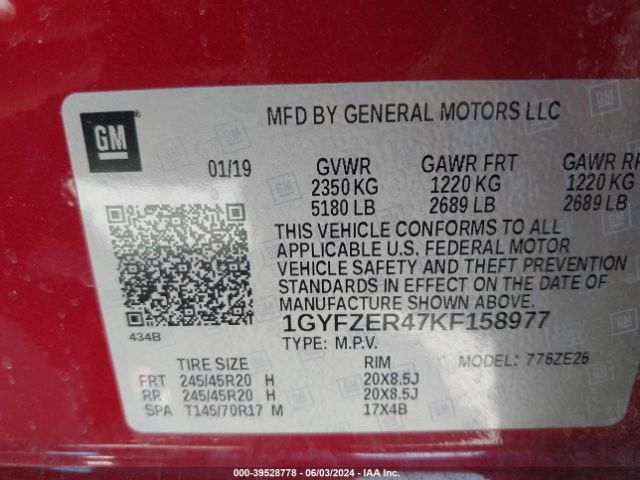 GM
MFD BY GENERAL MOTORS LLC
01/19 GVWR GAWR FRT GAWR RR
2350 KG 1220 KG 1220 KG
5180 LB 2689 LB 2689 LB
THIS VEHICLE CONFORMS TO ALL
APPLICABLE U.S. FEDERAL MOTOR
VEHICLE SAFETY AND THEFT PREVENTION
STANDARDS IN EFFECT ON THE DATE OF
MANUFACTURE SHOWN ABOVE.
1GYFZER47KF158977
434B
TYPE: M.P.V.
MODEL: 776ZE26
TIRE SIZE RIM
FRT 245/45R20 H 20X8.5J
RR 245/45R20 H 20X8.5J
SPA T145/70R17 M 17X4B
000-39528778 - 06/03/2024 - IAA Inc.